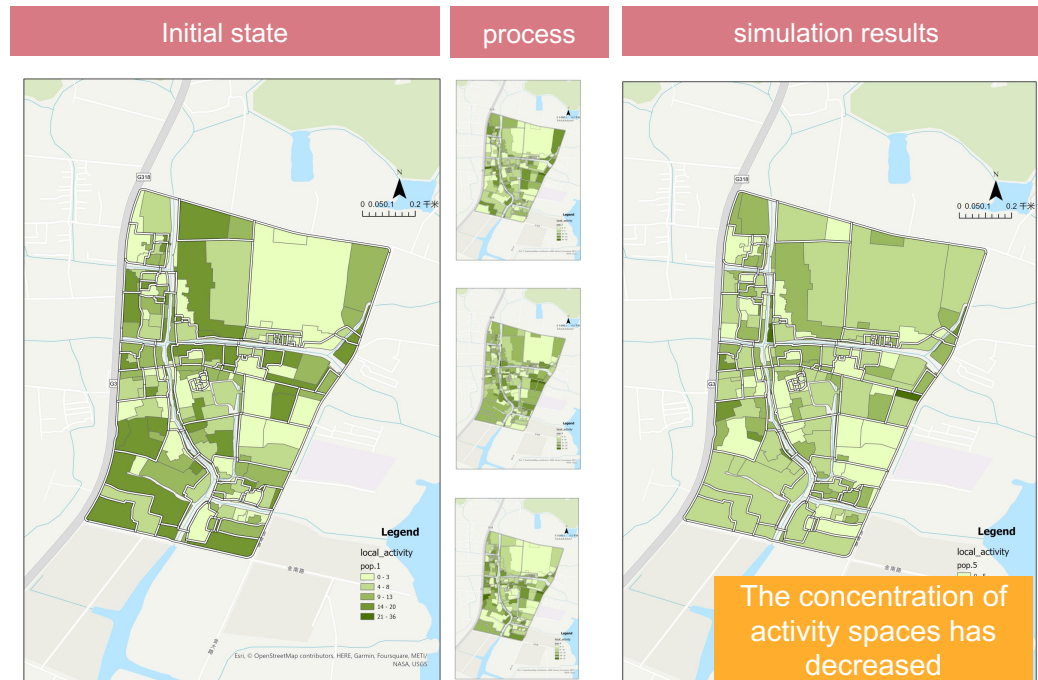 Initial state
process
simulation results
G318
N
0 0.050.1 0.2 千米
G3
Legend
local_activity
pop.1
0 - 3
4 - 8
9 - 13
14 - 20
21 - 36
Esri, © OpenStreetMap contributors, HERE, Garmin, Foursquare, METI/
NASA, USGS
Legend
Legend
Legend
G318
N
0 0.050.1 0.2 千米
G3
Legend
local_activity
pop.5
The concentration of
activity spaces has
decreased